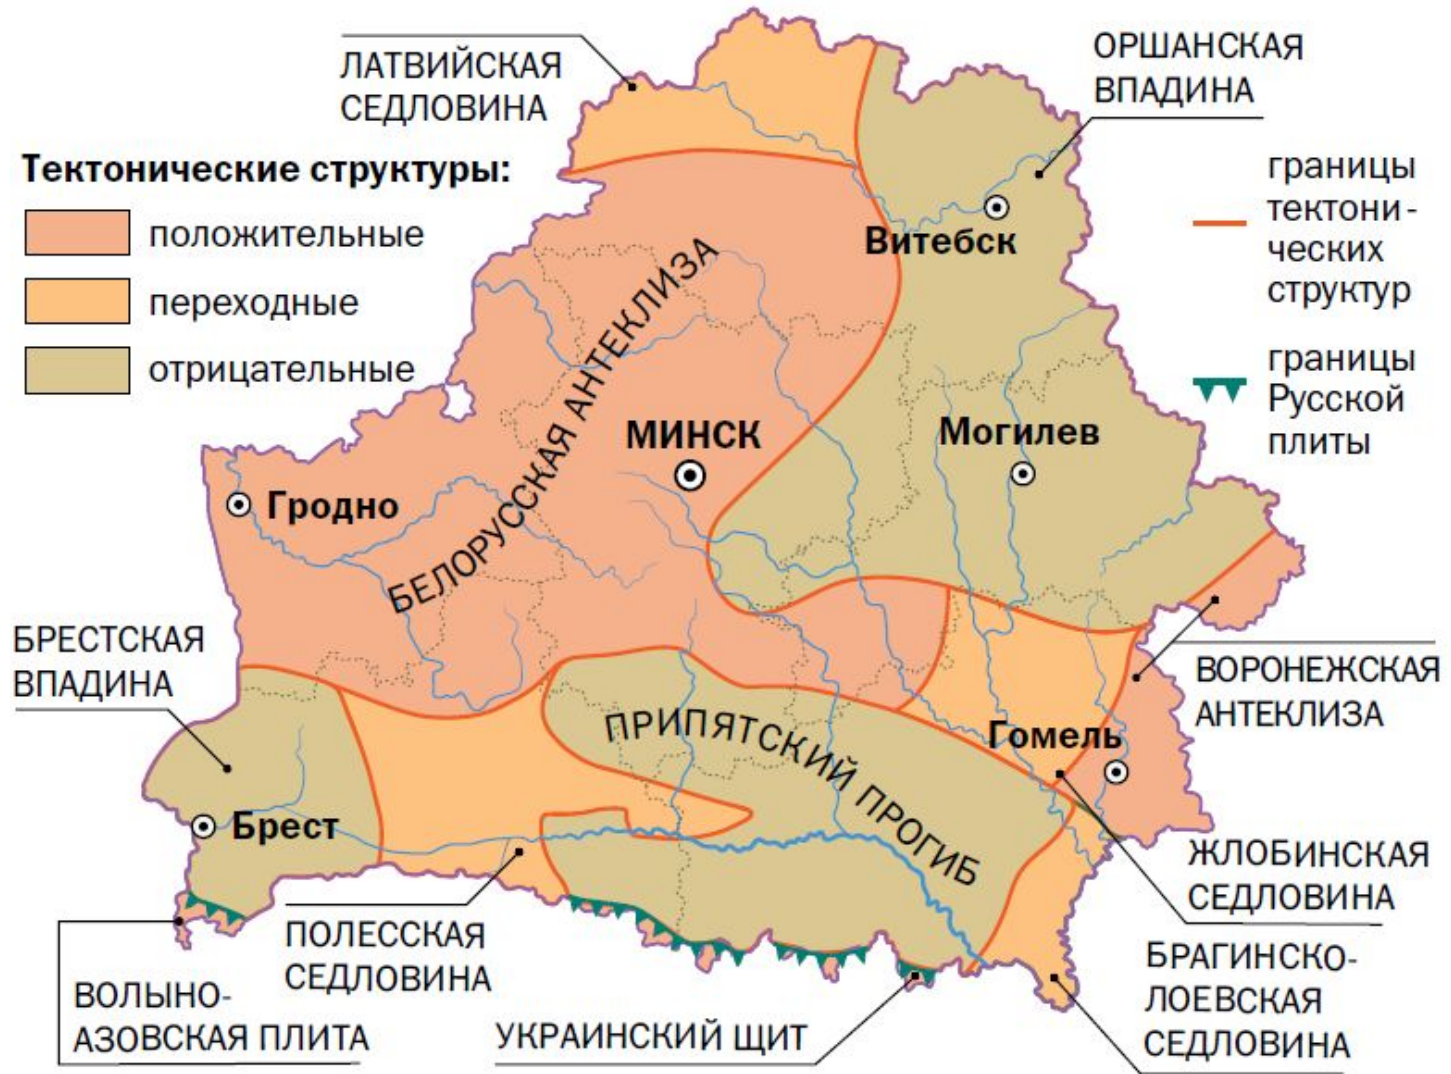 ЛАТВИЙСКАЯ
СЕДЛОВИНА
ОРШАНСКАЯ
ВПАДИНА
Тектонические структуры:
положительные
переходные
отрицательные
границы
тектони-
ческих
структур
границы
Русской
плиты
Витебск
БЕЛОРУССКАЯ АНТЕКЛИЗА
МИНСК
Могилев
Гродно
БРЕСТСКАЯ
ВПАДИНА
ВОРОНЕЖСКАЯ
АНТЕКЛИЗА
ПРИПЯТСКИЙ ПРОГИБ
Гомель
Брест
ЖЛОБИНСКАЯ
СЕДЛОВИНА
ПОЛЕССКАЯ
СЕДЛОВИНА
БРАГИНСКО-
ЛОЕВСКАЯ
СЕДЛОВИНА
ВОЛЫНО-
АЗОВСКАЯ ПЛИТА
УКРАИНСКИЙ ЩИТ